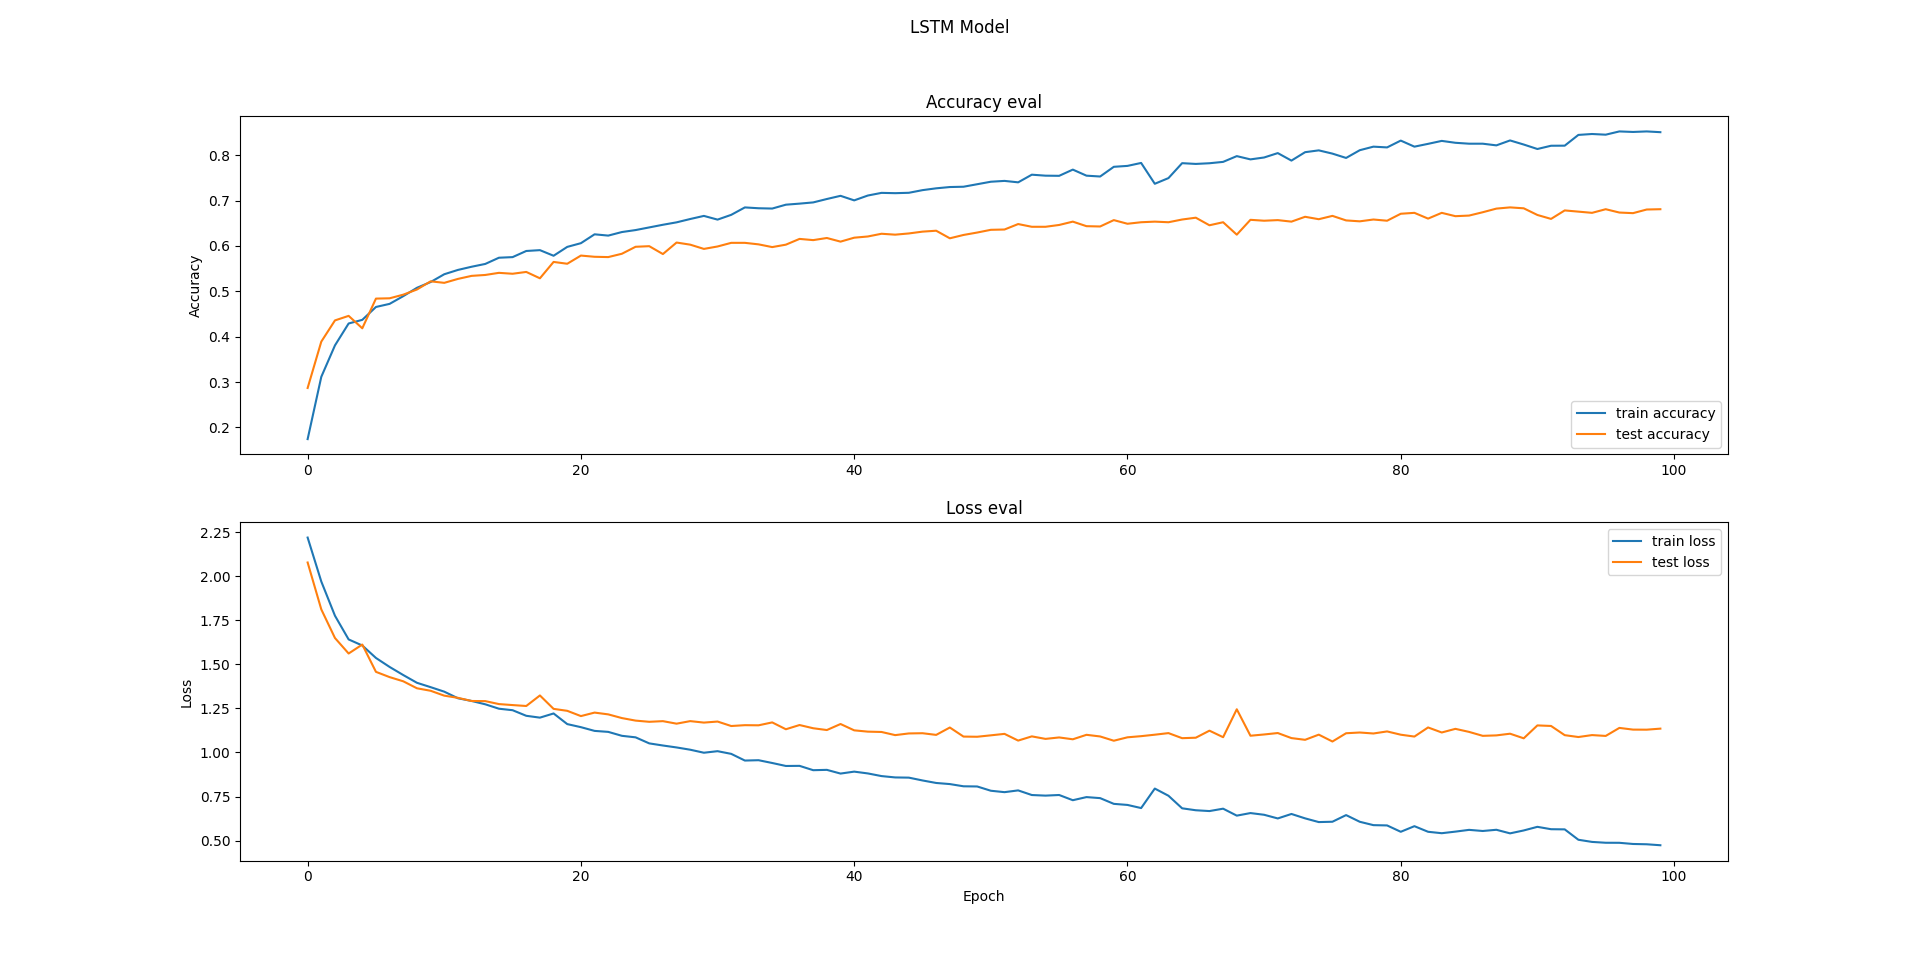 LSTM Model
Accuracy eval
Accuracy
0.8
0.7
0.6
0.5
0.4
0.3
0.2
train accuracy
test accuracy
0 20 40 60 80 100
Loss eval
Loss
2.25
2.00
1.75
1.50
1.25
1.00
0.75
0.50
train loss
test loss
0 20 40 60 80 100
Epoch